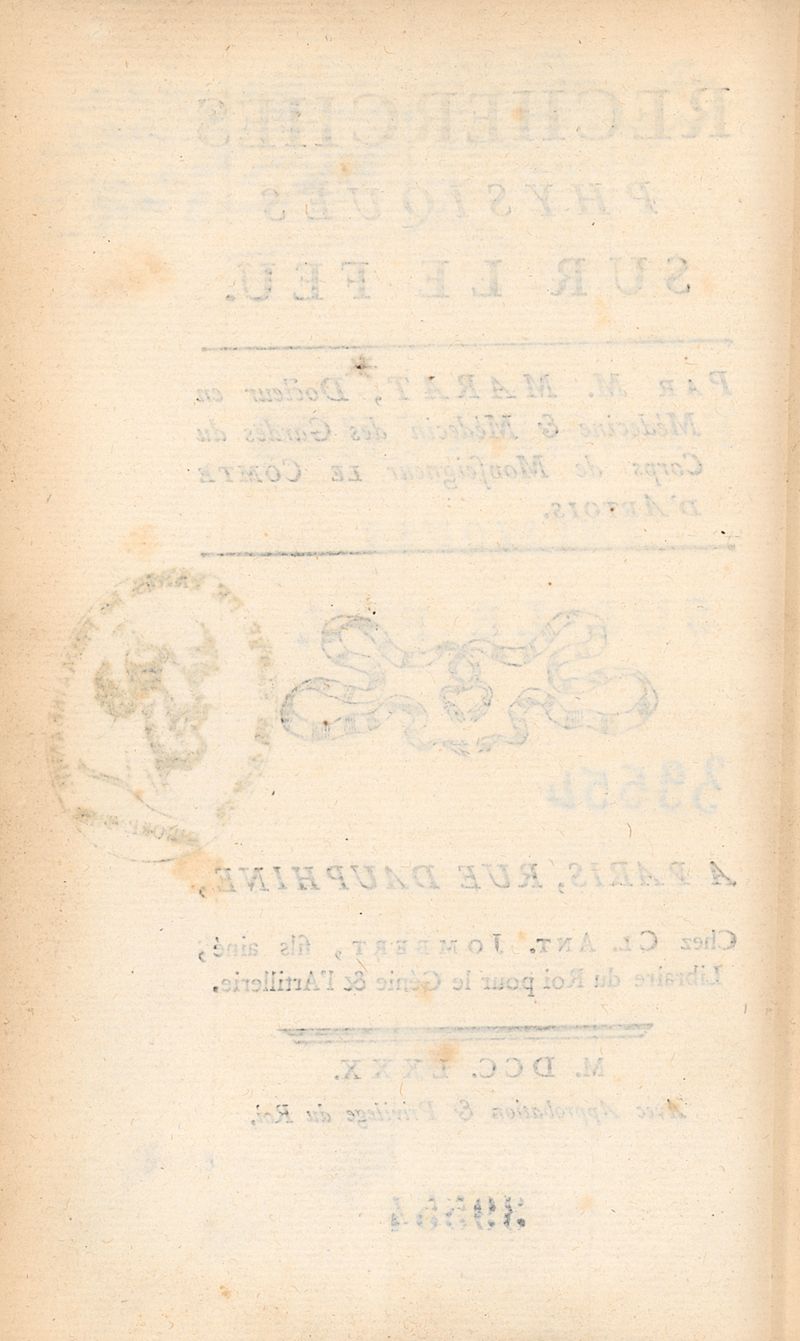 RECHERCHES
PHYSIQUES
SUR LE FEU.
PAR M. MARAT, Docteur en
Médecine & Médecin des Gardes du
Corps de Monſeigneur LE COMTE
D'ARTOIS.
39554
A PARIS, RUE DAUPHINE,
Chez CL. ANT. JOMBERT, fils aîné,
Libraire du Roi pour le Génie & l'Artillerie.
M. DCC. LXXX.
Avec Approbation & Privilege du Roi,
39554